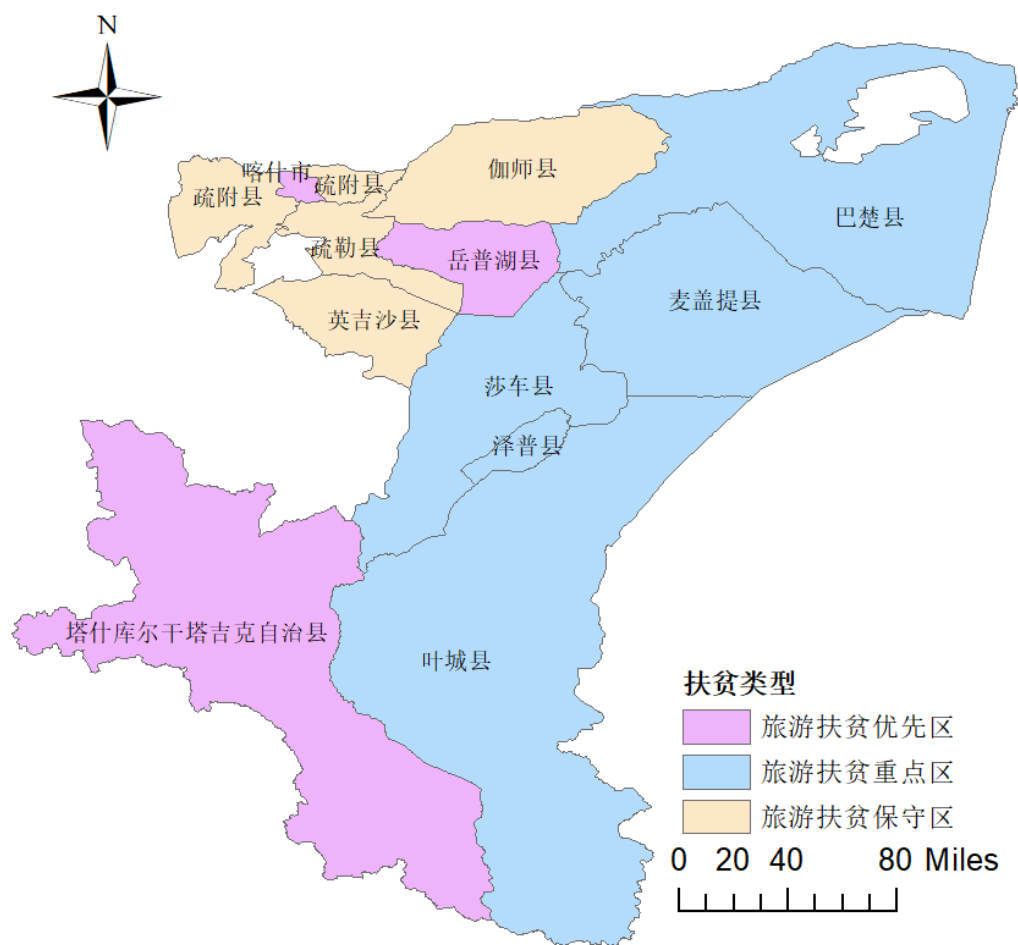 N
喀什市
疏附县
疏附县
伽师县
巴楚县
疏勒县
岳普湖县
麦盖提县
英吉沙县
莎车县
泽普县
塔什库尔干塔吉克自治县
叶城县
扶贫类型
旅游扶贫优先区
旅游扶贫重点区
旅游扶贫保守区
0 20 40 80 Miles